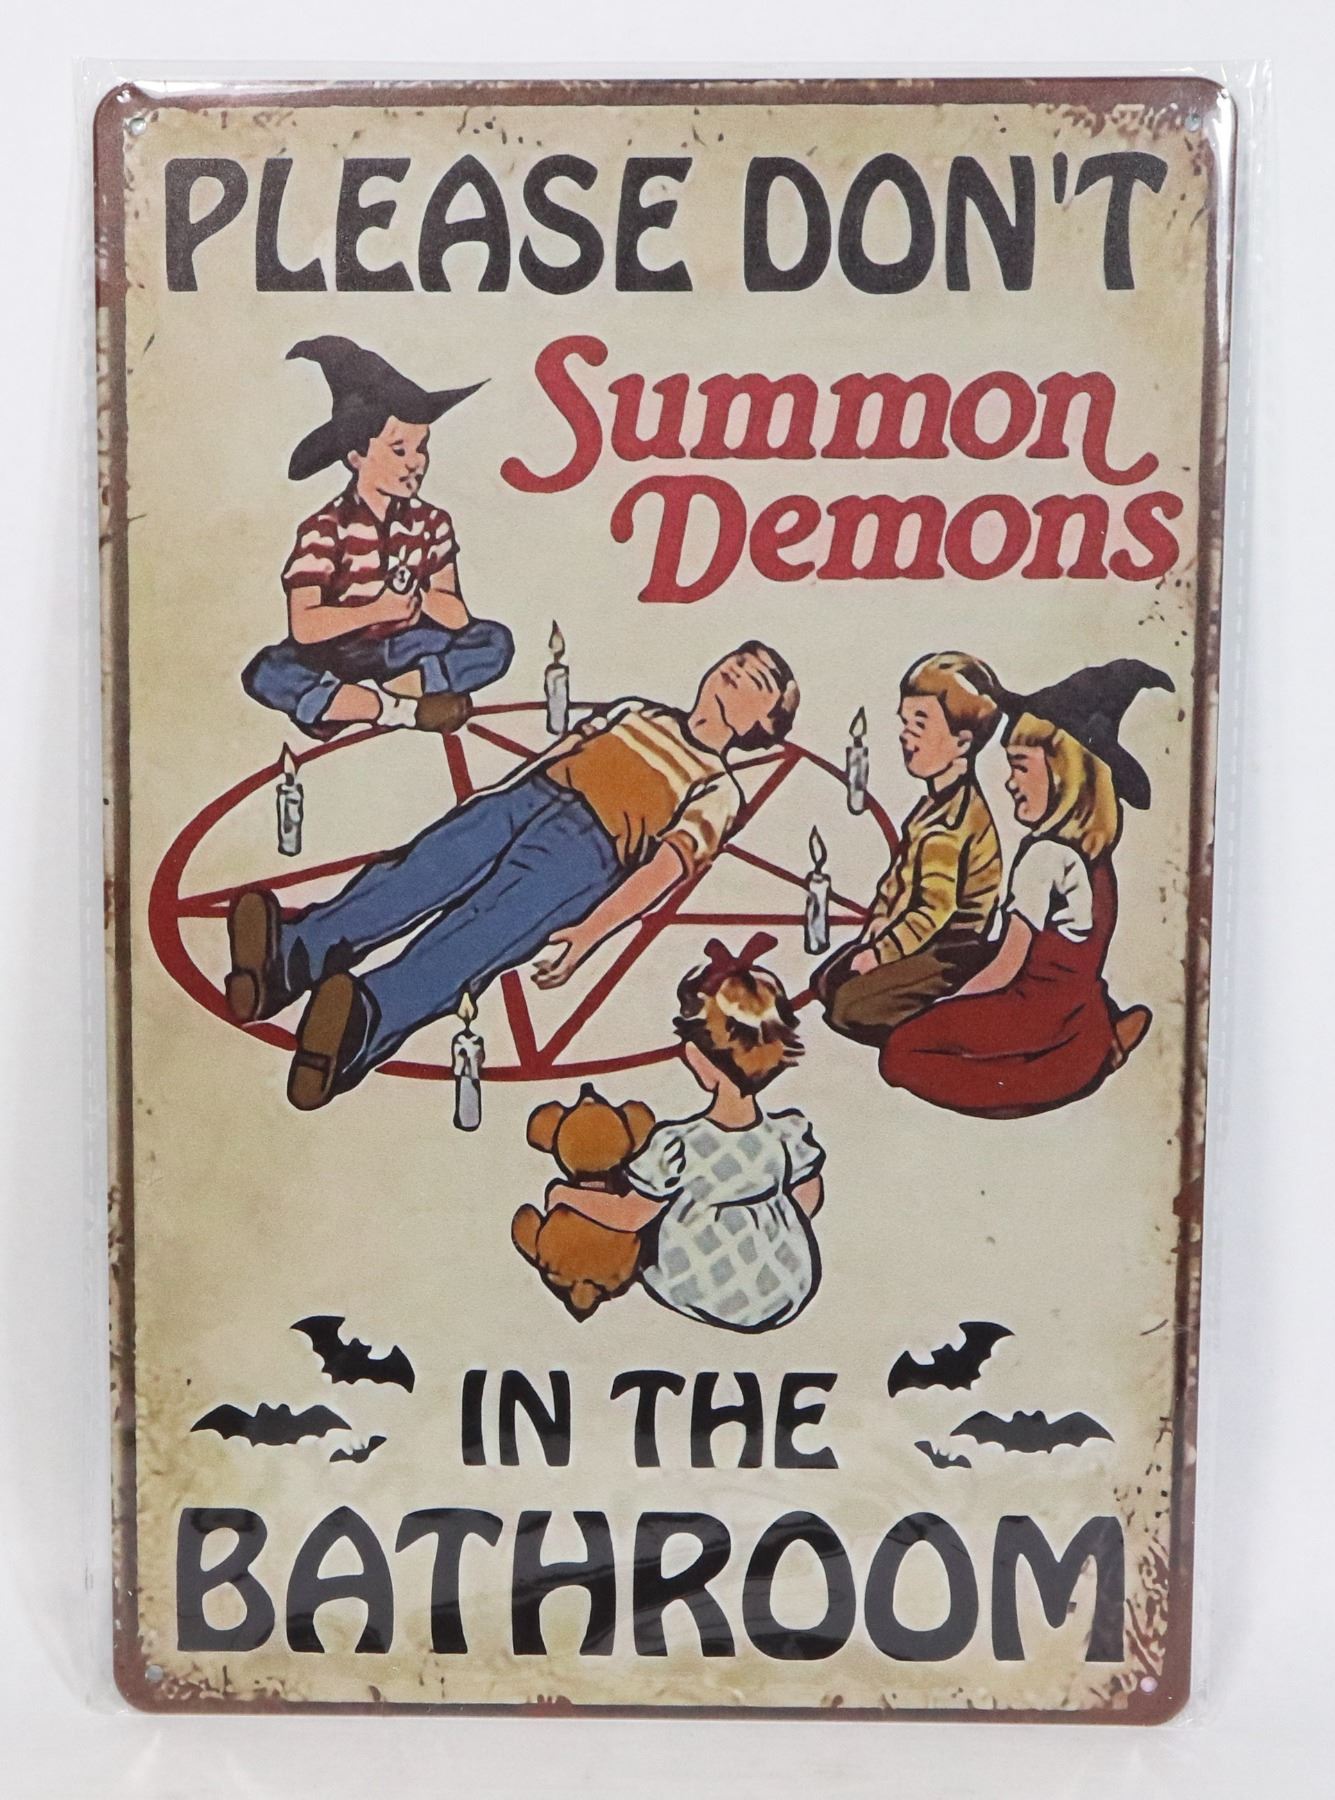 PLEASE DON'T
Summon
Demons
IN THE
BATHROOM